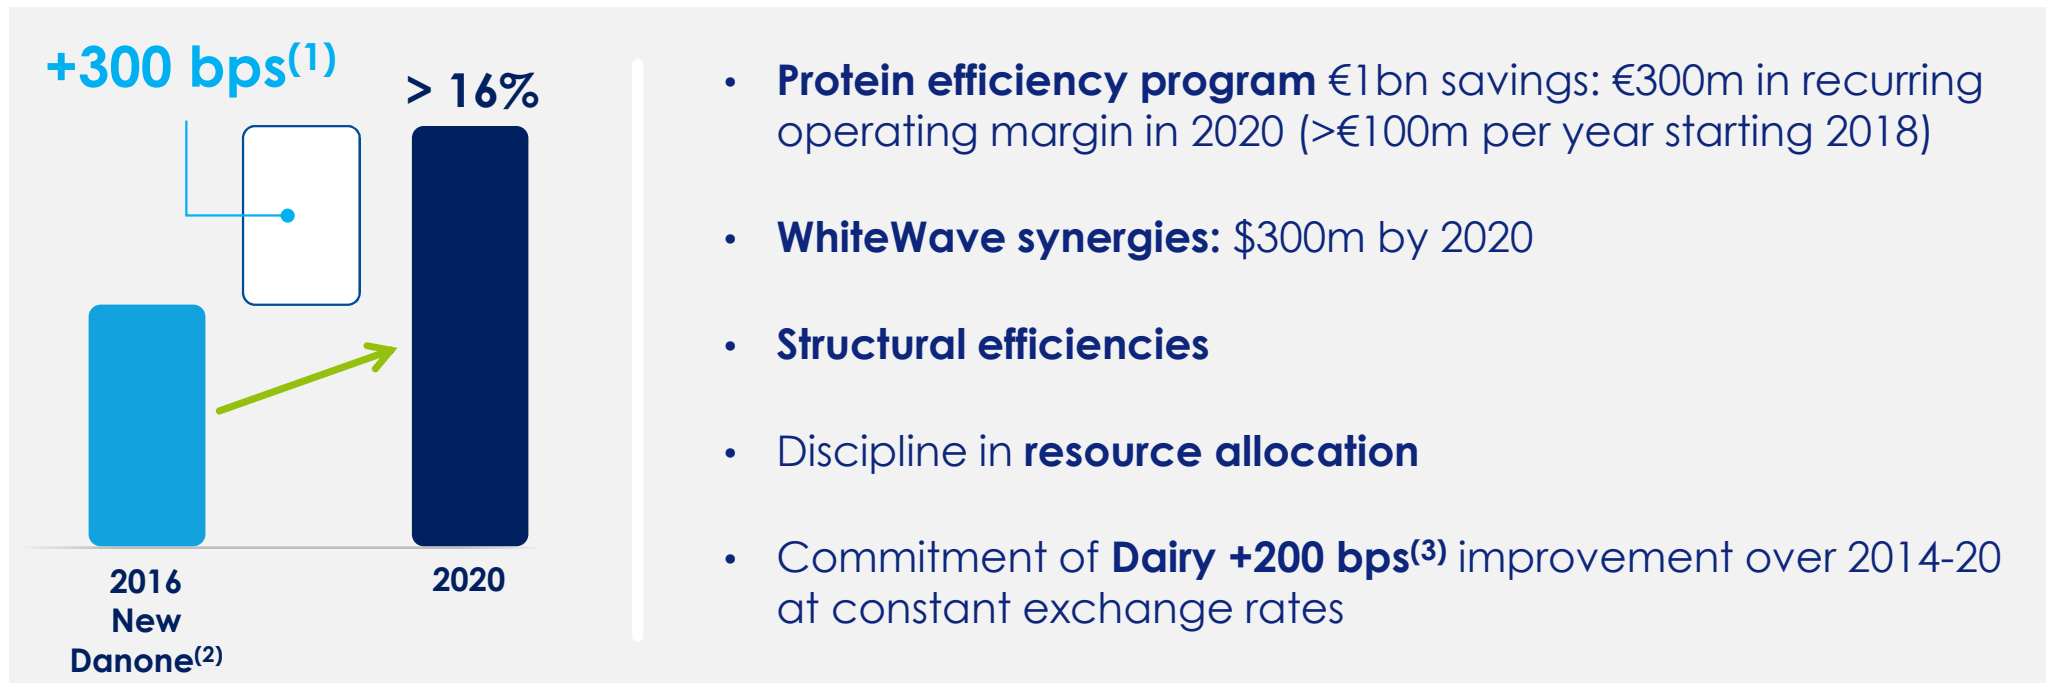 +300 bps(1)
> 16%
2016
New
Danone(2)
2020
• Protein efficiency program €1bn savings: €300m in recurring
operating margin in 2020 (>€100m per year starting 2018)
• WhiteWave synergies: $300m by 2020
• Structural efficiencies
• Discipline in resource allocation
• Commitment of Dairy +200 bps(3) improvement over 2014-20
at constant exchange rates